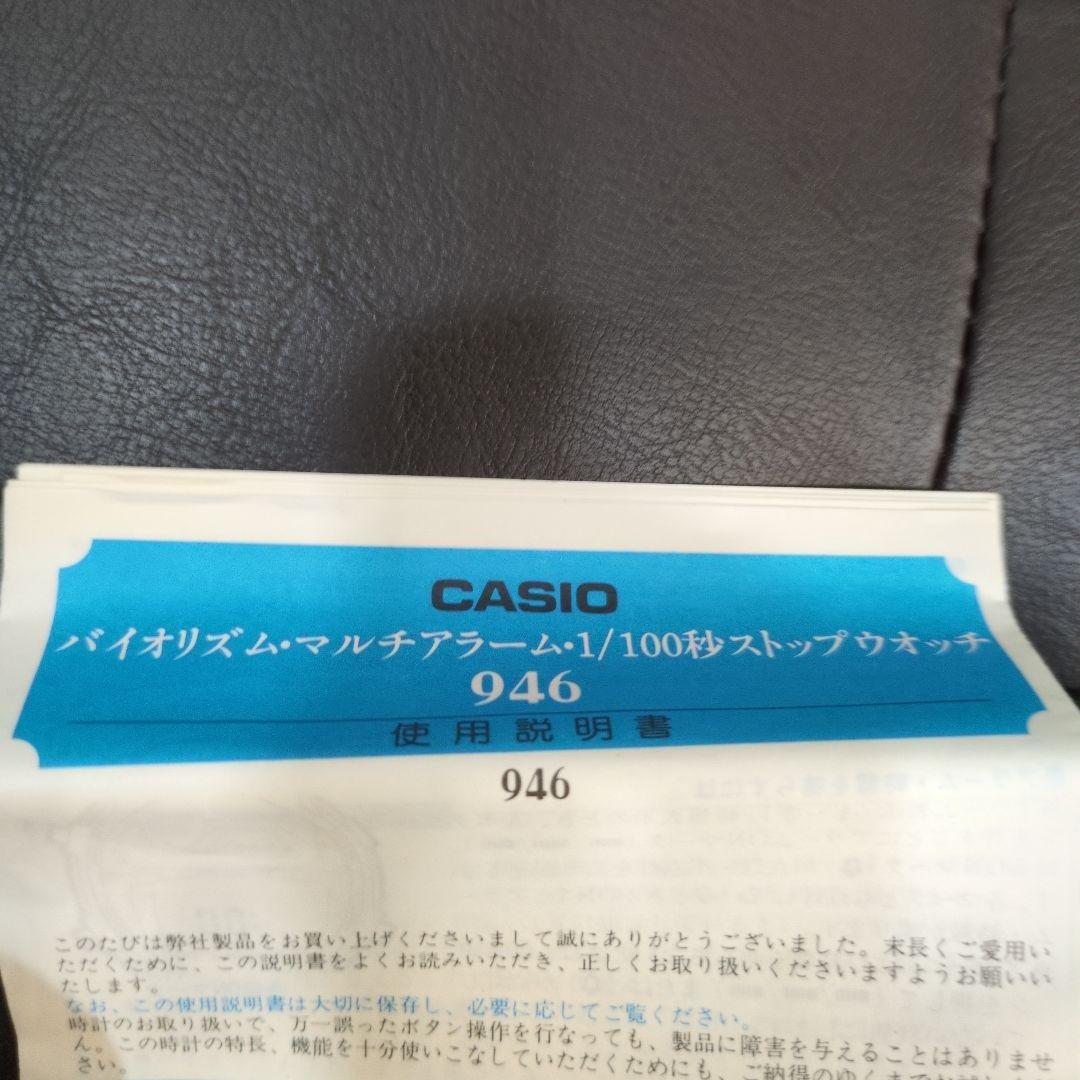 CASIO
バイオリズム・マルチアラーム・1/100秒ストップウオッチ
946
使用説明書
946
このたびは弊社製品をお買い上げくださいまして誠にありがとうございました。末長くご愛用い
ただくために、この説明書をよくお読みいただき、正しくお取り扱いくださいますようお願いい
たします。
なお、この使用説明書は大切に保存し、必要に応じてご覧ください。
時計のお取り扱いで、万一誤ったボタン操作を行なっても、製品に障害を与えることはありませ
ん。この時計の特長、機能を十分使いこなしていただくためにも、ご納得のゆくまで
さい。